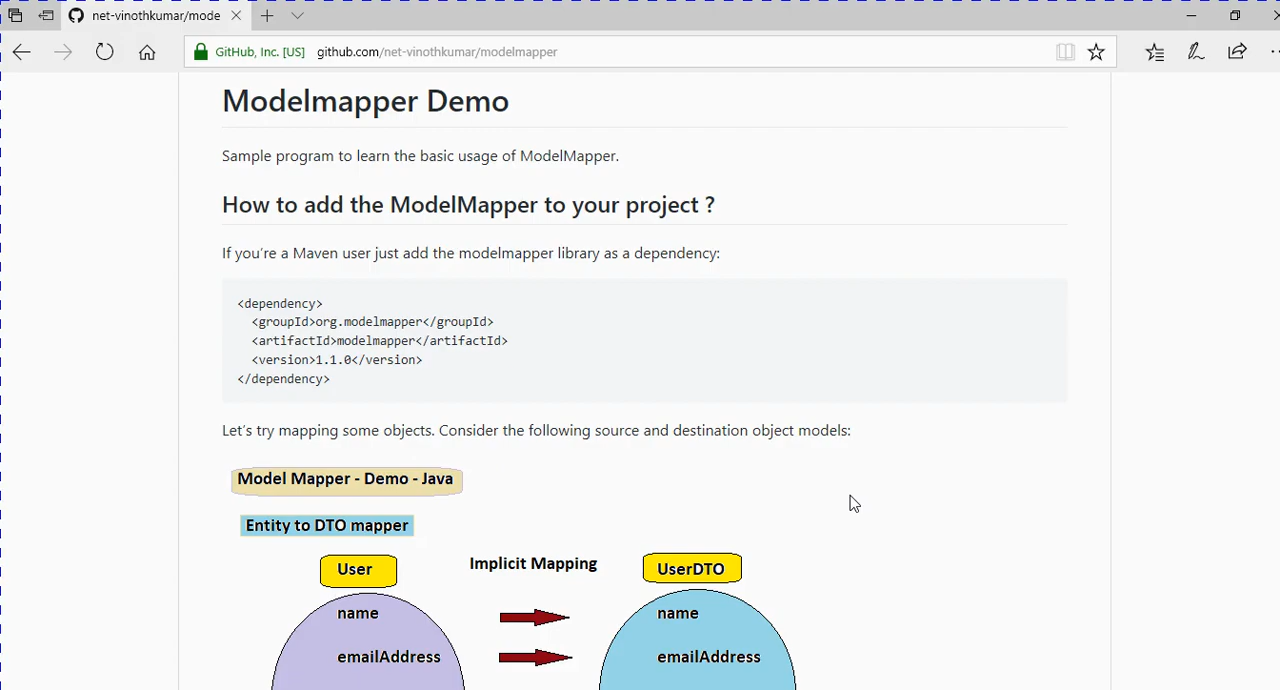 net-vinothkumar/mode
GitHub, Inc. [US] github.com/net-vinothkumar/modelmapper
Modelmapper Demo
Sample program to learn the basic usage of ModelMapper.
How to add the ModelMapper to your project ?
If you're a Maven user just add the modelmapper library as a dependency:
<dependency>
<groupId>org.modelmapper</groupId>
<artifactId>modelmapper</artifactId>
<version>1.1.0</version>
</dependency>
Let's try mapping some objects. Consider the following source and destination object models:
Model Mapper - Demo - Java
Entity to DTO mapper
User Implicit Mapping UserDTO
name name
emailAddress emailAddress